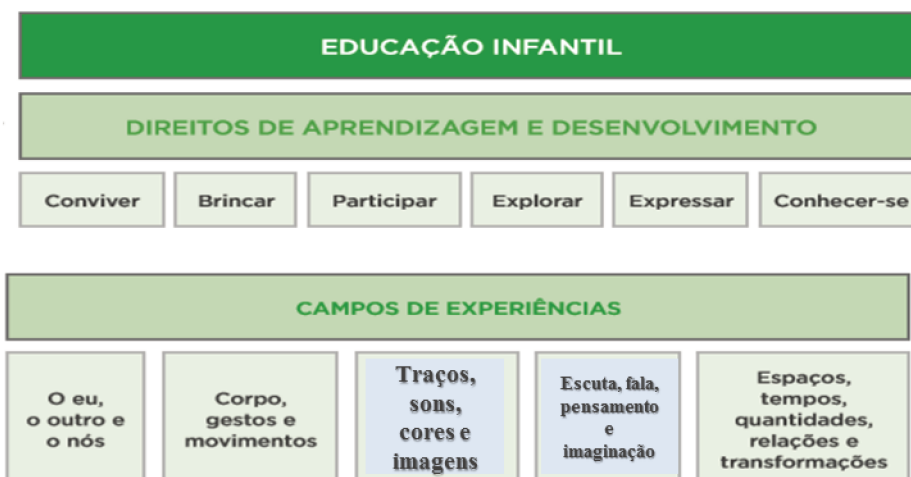 EDUCAÇÃO INFANTIL
DIREITOS DE APRENDIZAGEM E DESENVOLVIMENTO
Conviver
Brincar
Participar
Explorar
Expressar
Conhecer-se
CAMPOS DE EXPERIÊNCIAS
O eu,
o outro e
o nós
Corpo,
gestos e
movimentos
Traços,
sons,
cores e
imagens
Escuta, fala,
pensamento
e
imaginação
Espaços,
tempos,
quantidades,
relações e
transformações